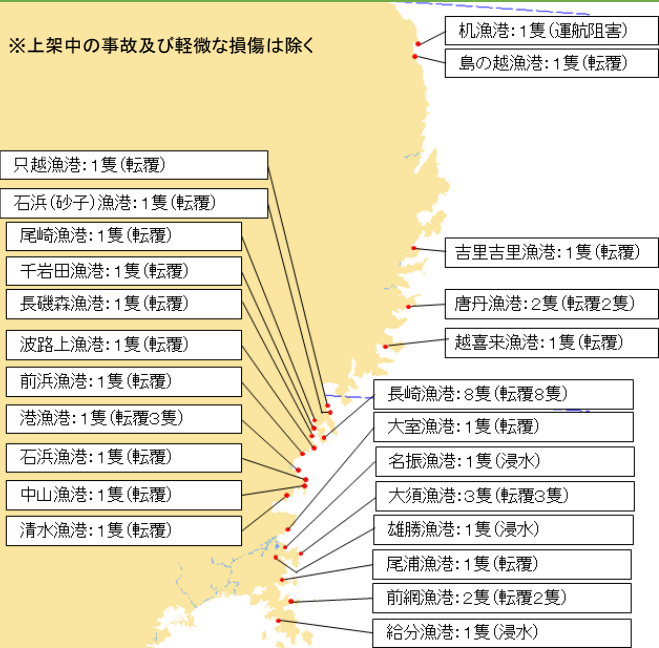 ※上架中の事故及び軽微な損傷は除く
机漁港：1隻（運航阻害）
島の越漁港：1隻（転覆）
只越漁港：1隻（転覆）
石浜（砂子）漁港：1隻（転覆）
尾崎漁港：1隻（転覆）
千岩田漁港：1隻（転覆）
長磯森漁港：1隻（転覆）
波路上漁港：1隻（転覆）
前浜漁港：1隻（転覆）
港漁港：1隻（転覆3隻）
石浜漁港：1隻（転覆）
中山漁港：1隻（転覆）
清水漁港：1隻（転覆）
吉里吉里漁港：1隻（転覆）
唐丹漁港：2隻（転覆2隻）
越喜来漁港：1隻（転覆）
長崎漁港：8隻（転覆8隻）
大室漁港：1隻（転覆）
名振漁港：1隻（浸水）
大須漁港：3隻（転覆3隻）
雄勝漁港：1隻（浸水）
尾浦漁港：1隻（転覆）
前網漁港：2隻（転覆2隻）
給分漁港：1隻（浸水）